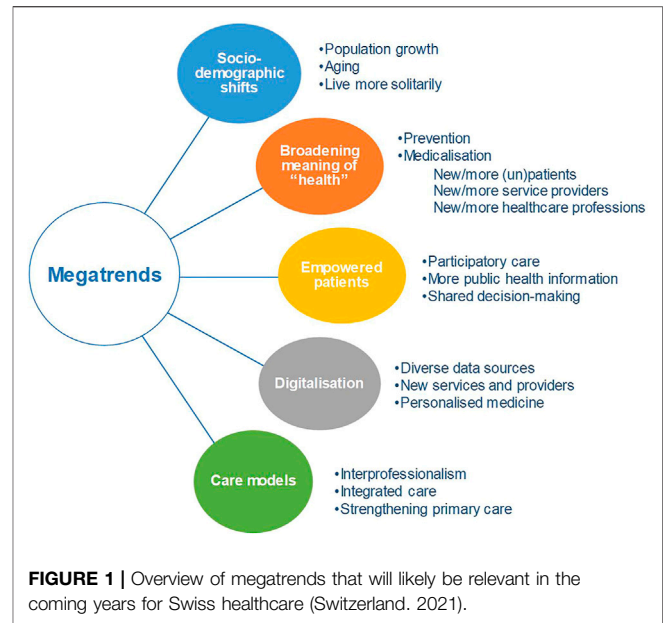 Socio-
demographic
shifts
•Population growth
•Aging
•Live more solitarily
Broadening
meaning of
“health”
•Prevention
•Medicalisation
New/more (un)patients
New/more service providers
New/more healthcare professions
Megatrends
Empowered
patients
•Participatory care
•More public health information
•Shared decision-making
Digitalisation
•Diverse data sources
•New services and providers
•Personalised medicine
Care models
•Interprofessionalism
•Integrated care
•Strengthening primary care
FIGURE 1 | Overview of megatrends that will likely be relevant in the
coming years for Swiss healthcare (Switzerland. 2021).